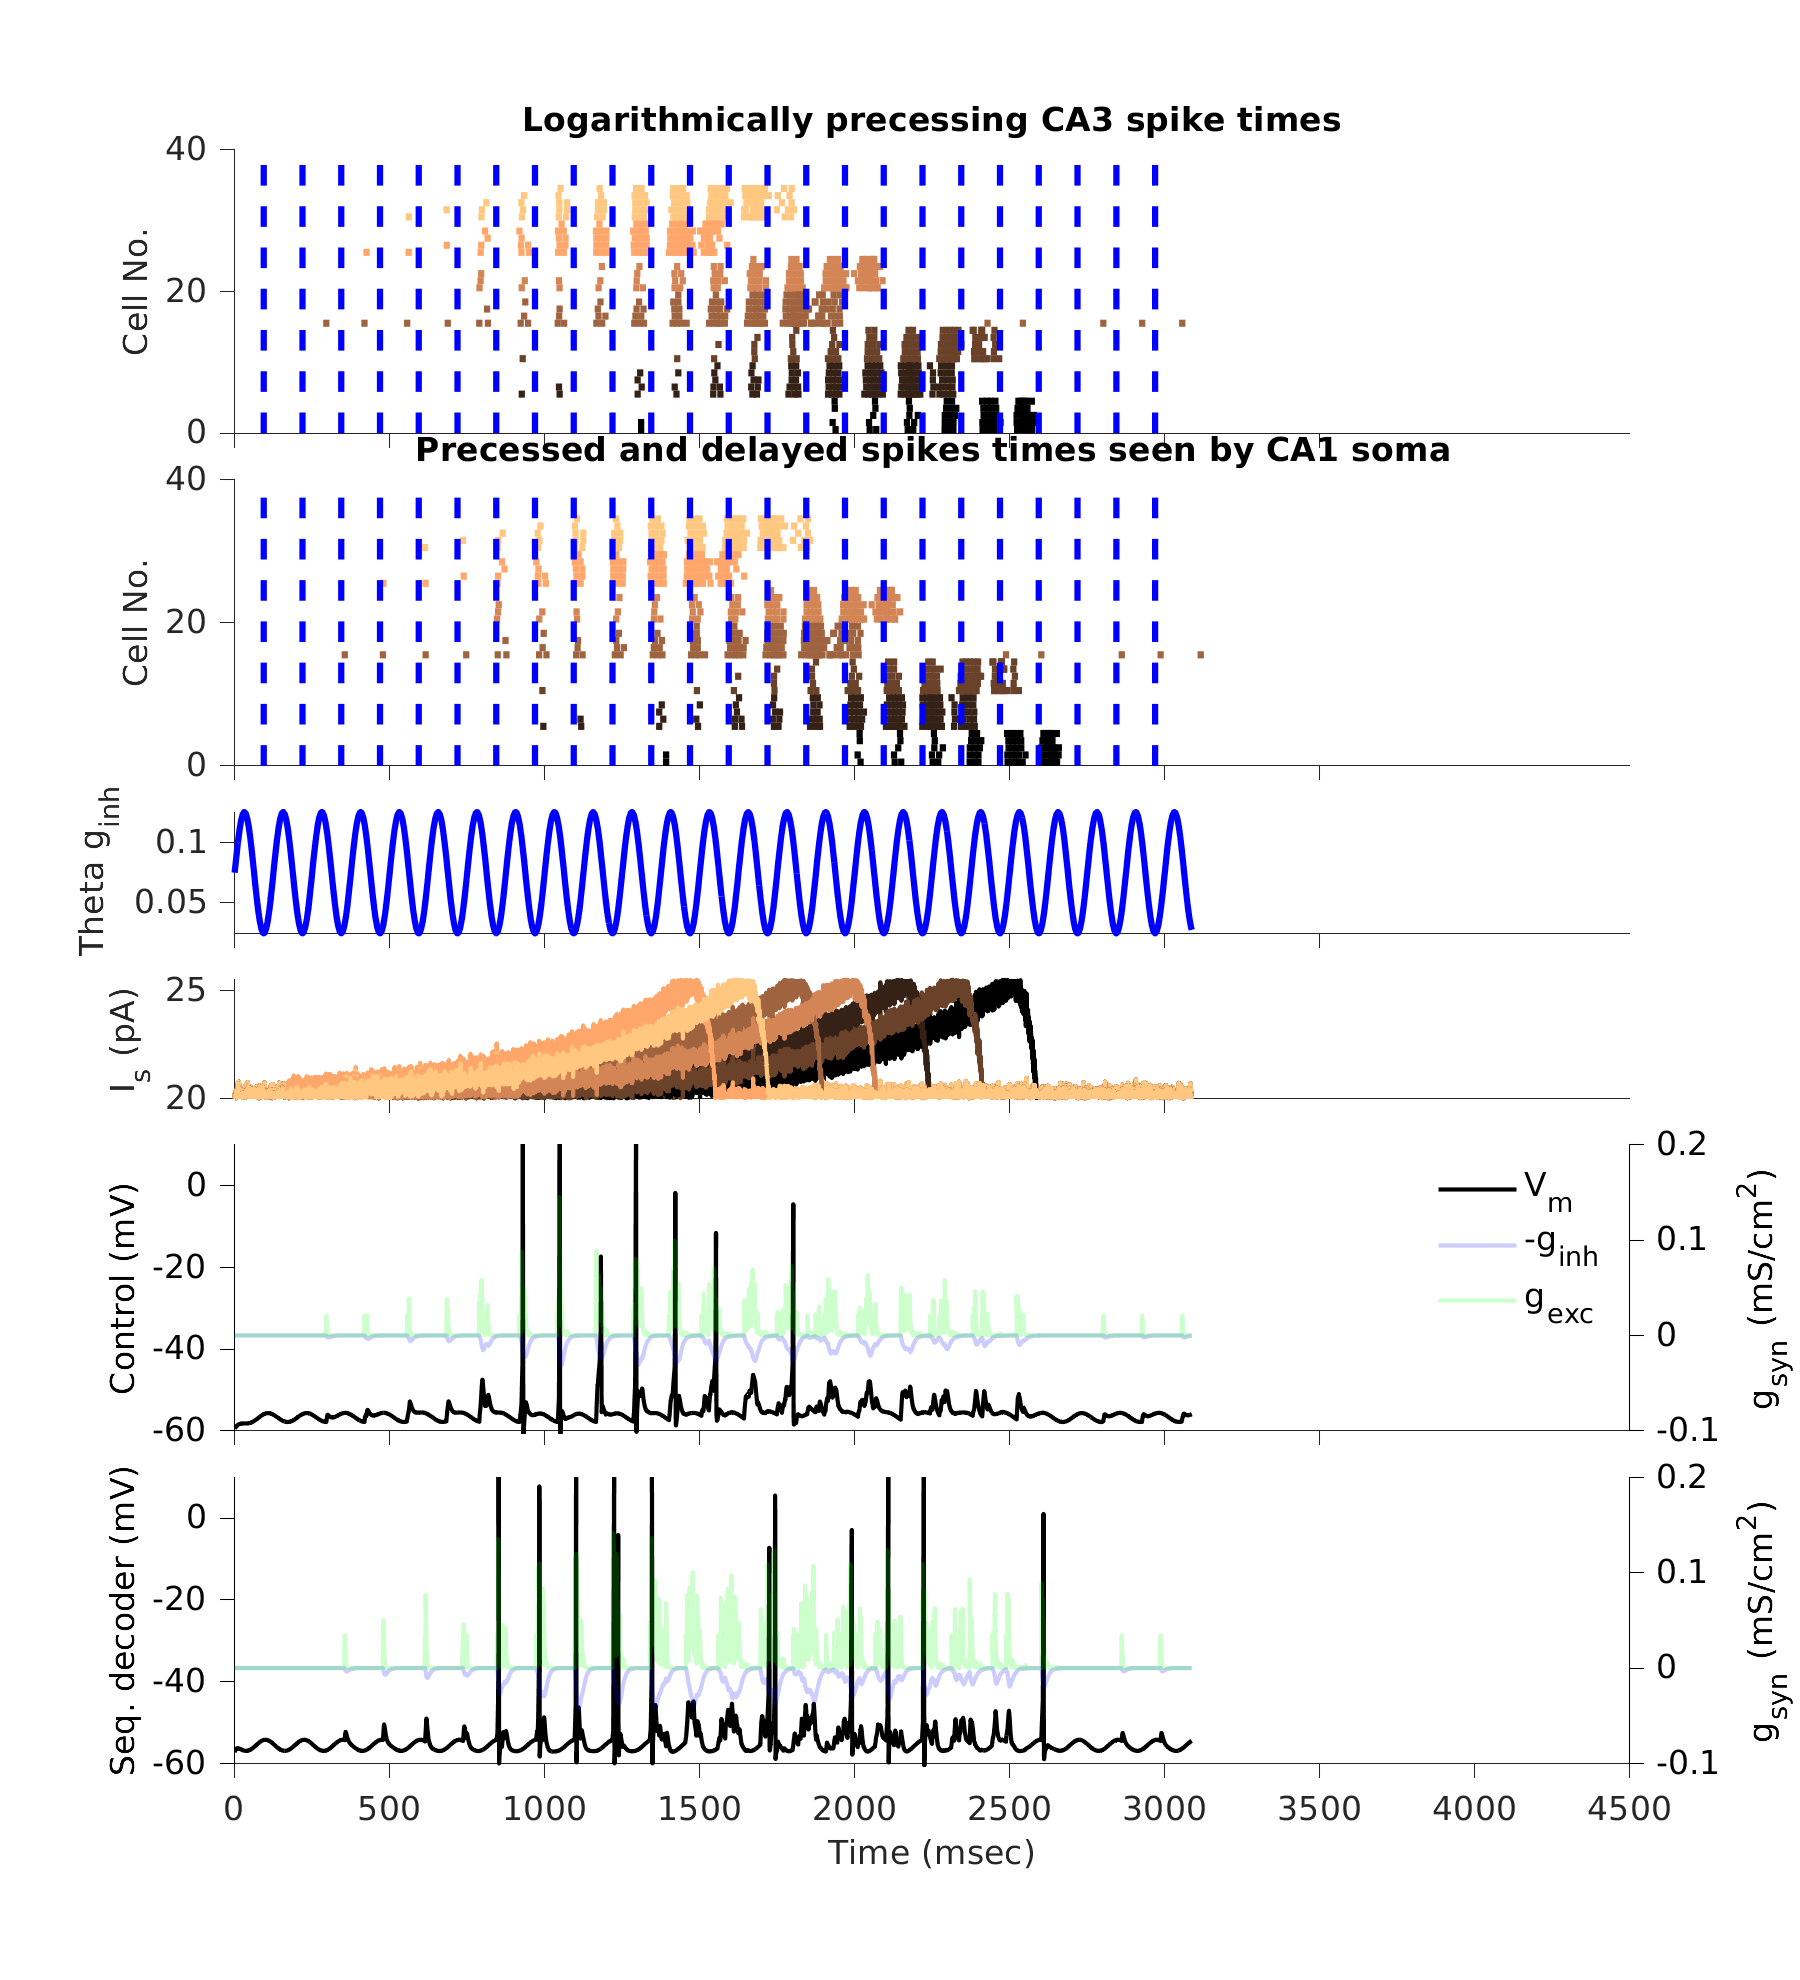 Logarithmically precessing CA3 spike times
40
20
0
Cell No.
Precessed and delayed spikes times seen by CA1 soma
40
20
0
Cell No.
0.1
0.05
Theta g_inh
25
20
I_s (pA)
0
-20
-40
-60
Control (mV)
V_m
-g_inh
g_exc
0.2
0.1
0
-0.1
g_syn (mS/cm^2)
0
-20
-40
-60
Seq. decoder (mV)
0.2
0.1
0
-0.1
g_syn (mS/cm^2)
0 500 1000 1500 2000 2500 3000 3500 4000 4500
Time (msec)